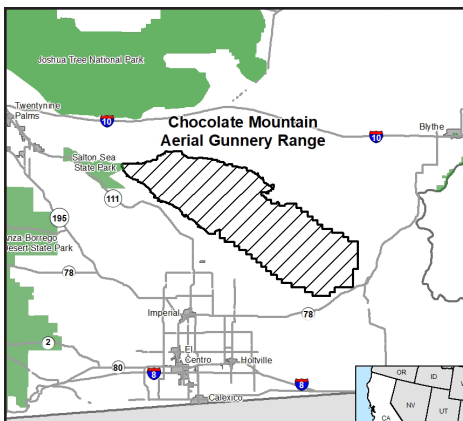 Joshua Tree National Park
Twentynine
Palms
10
Chocolate Mountain
Aerial Gunnery Range
10
Blythe
Salton Sea
State Park
111
195
Anza-Borrego
Desert State Park
78
Imperial
78
2
El
Centro
Holtville
80
8
8
Calexico
OR
ID
NV
UT
CA